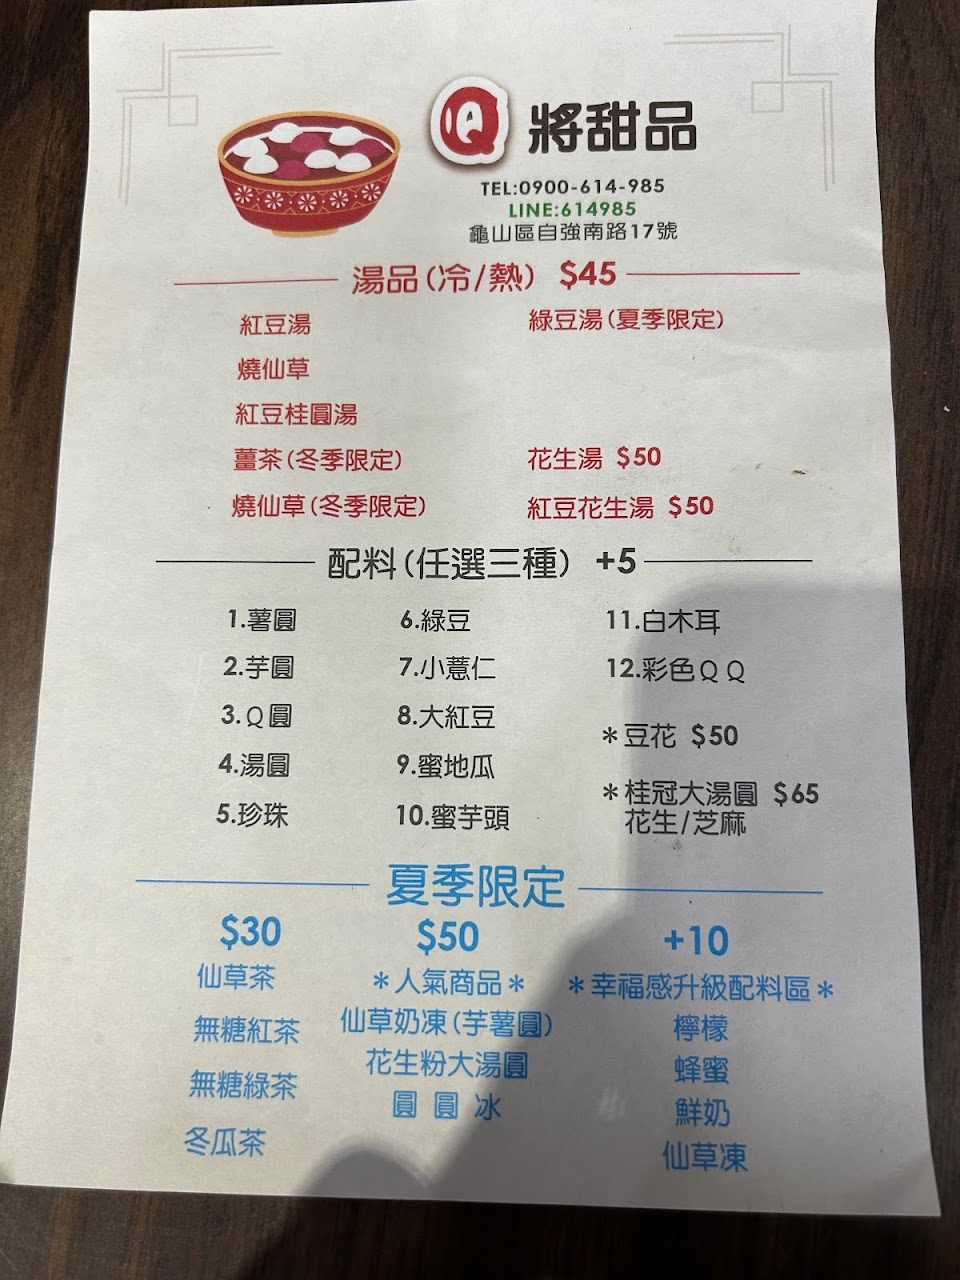 Q 將甜品
TEL:0900-614-985
LINE:614985
龜山區自強南路17號
湯品(冷/熱) $45
紅豆湯 綠豆湯(夏季限定)
燒仙草
紅豆桂圓湯
薑茶(冬季限定) 花生湯 $50
燒仙草(冬季限定) 紅豆花生湯 $50
配料(任選三種) +5
1.薯圓 6.綠豆 11.白木耳
2.芋圓 7.小薏仁 12.彩色QQ
3.Q圓 8.大紅豆
＊豆花 $50
4.湯圓 9.蜜地瓜
＊桂冠大湯圓 $65
5.珍珠 10.蜜芋頭 花生/芝麻
夏季限定
$30 $50 +10
仙草茶 ＊人氣商品＊ ＊幸福感升級配料區＊
無糖紅茶 仙草奶凍(芋薯圓) 檸檬
花生粉大湯圓 蜂蜜
無糖綠茶 圓圓冰 鮮奶
冬瓜茶 仙草凍